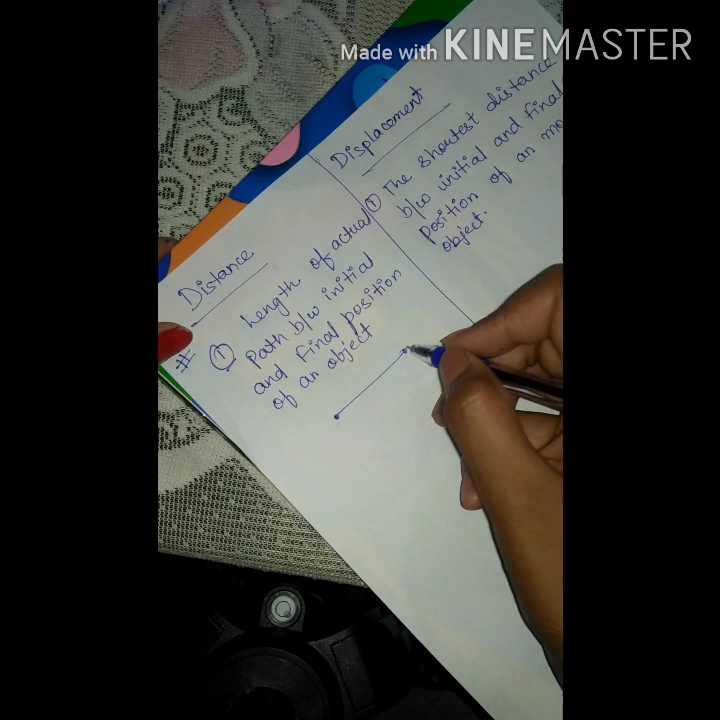 Made with KINEMASTER
Distance
# ① Length of actual
Path b/w initial
and Final position
of an object
Displacement
① The shortest distance
b/w initial and final
Position of an mo
object.